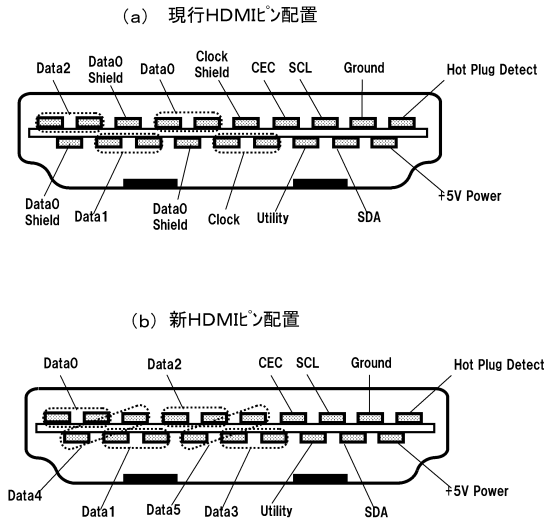 (a) 現行HDMIピン配置
Data2
Data0
Shield
Data0
Clock
Shield
CEC
SCL
Ground
Hot Plug Detect
Data0
Shield
Data1
Data0
Shield
Clock
Utility
SDA
+5V Power
(b) 新HDMIピン配置
Data0
Data2
CEC
SCL
Ground
Hot Plug Detect
Data4
Data1
Data5
Data3
Utility
SDA
+5V Power